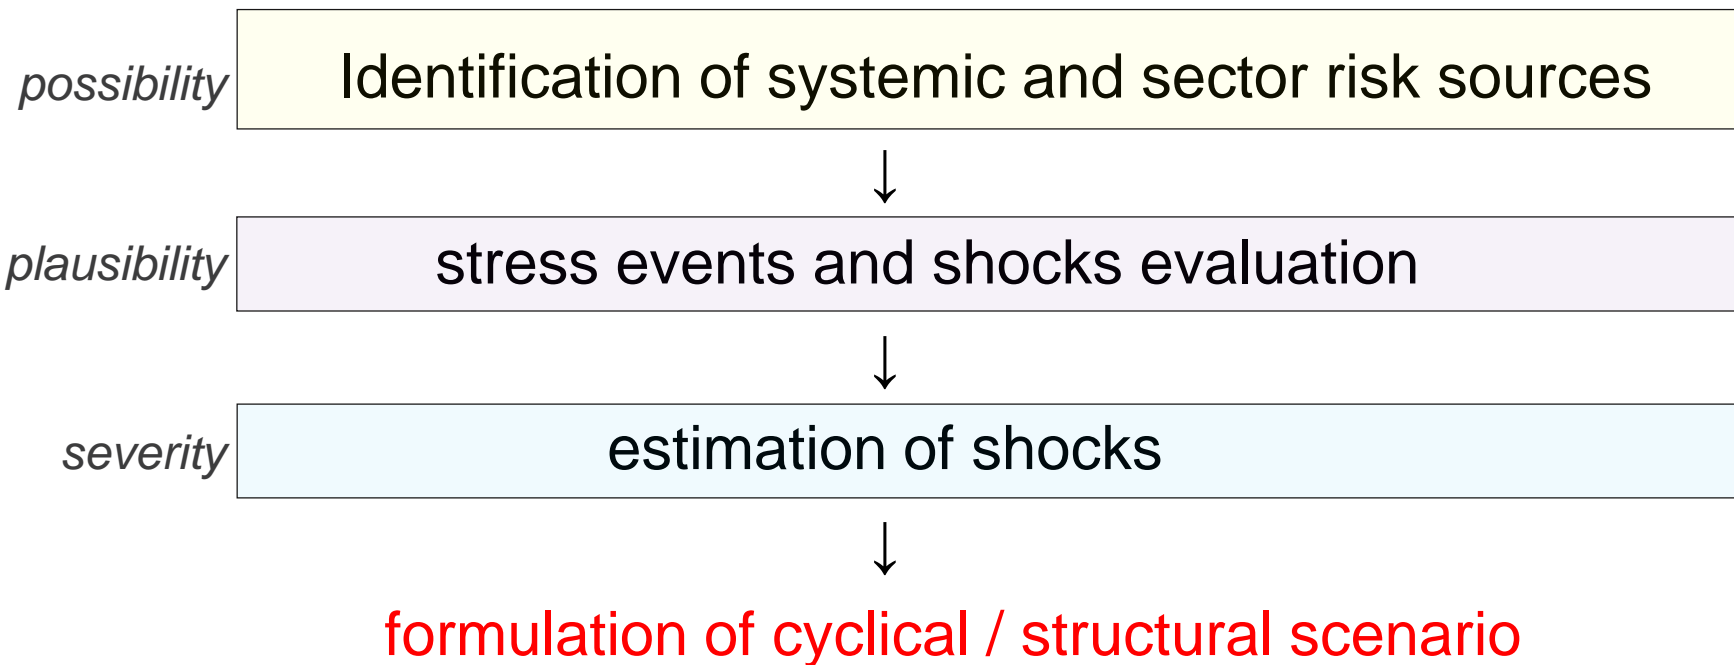 possibility
Identification of systemic and sector risk sources
↓
plausibility
stress events and shocks evaluation
↓
severity
estimation of shocks
↓
formulation of cyclical / structural scenario